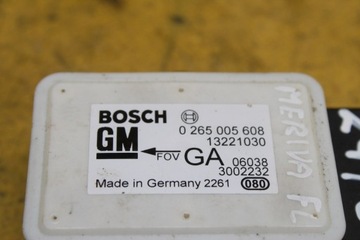 BOSCH
0 265 005 608
13221030
GM
FOV GA 06038
3002232
Made in Germany 2261 080
MERIVA FL